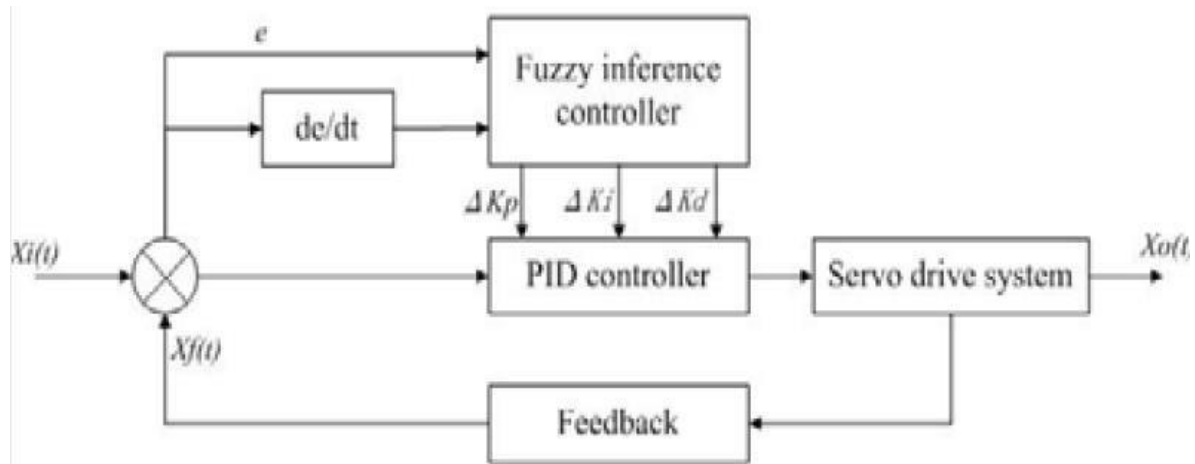 e
Fuzzy inference
controller
de/dt
ΔKp
ΔKi
ΔKd
Xi(t)
PID controller
Servo drive system
Xo(t)
Xf(t)
Feedback